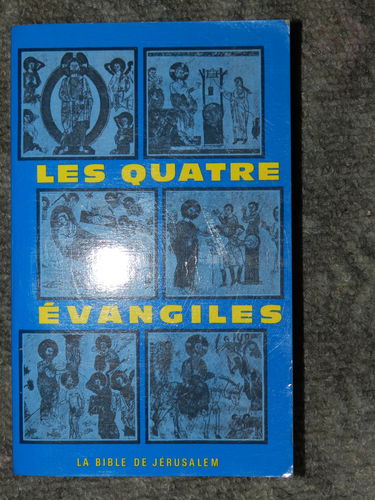 LES QUATRE
ÉVANGILES
LA BIBLE DE JÉRUSALEM